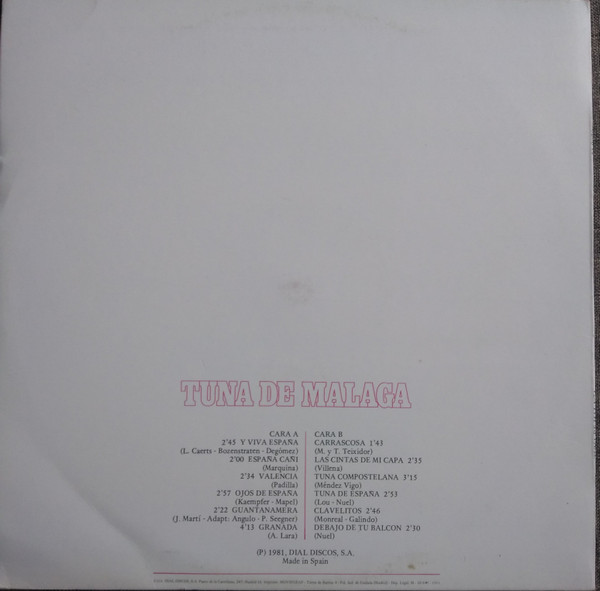 TUNA DE MALAGA
CARA A
2'45 Y VIVA ESPAÑA
(L. Caerts - Buzenstraten - Degómez)
2'00 ESPAÑA CAÑI
(Marquina)
2'34 VALENCIA
(Padilla)
2'57 OJOS DE ESPAÑA
(Kaempfer - Mapel)
2'22 GUANTANAMERA
(J. Martí - Adapt: Angulo - P. Seegner)
4'13 GRANADA
(A. Lara)
CARA B
CARRASCOSA 1'43
(M. y T. Teixidor)
LAS CINTAS DE MI CAPA 2'35
(Villena)
TUNA COMPOSTELANA 3'15
(Méndez Vigo)
TUNA DE ESPAÑA 2'53
(Lou - Nuel)
CLAVELITOS 2'46
(Monreal - Galindo)
DEBAJO DE TU BALCON 2'30
(Nuel)
(P) 1981, DIAL DISCOS, S.A.
Made in Spain